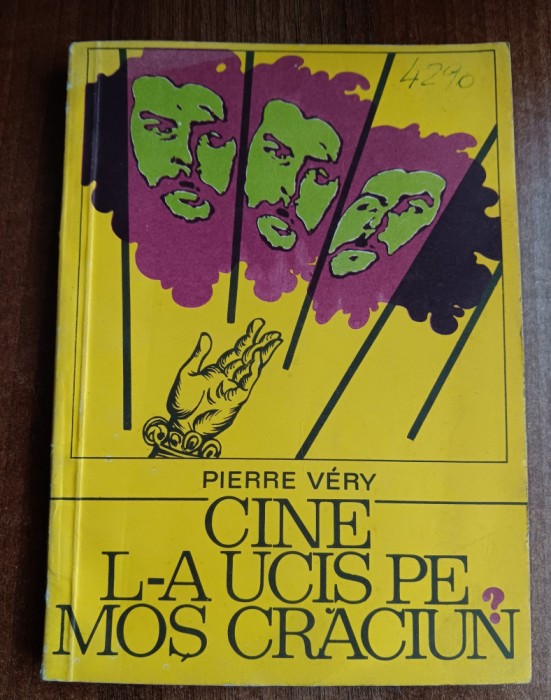 4290
PIERRE VÉRY
CINE
L-A UCIS PE
MOȘ CRĂCIUN?